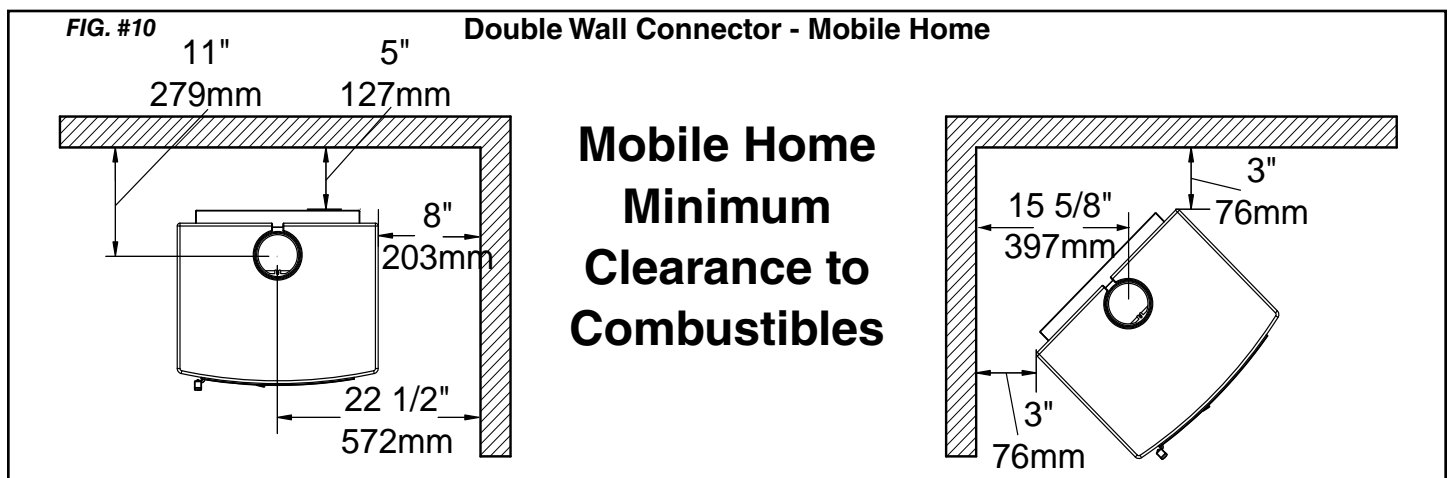 FIG. #10
Double Wall Connector - Mobile Home
11"
279mm
5"
127mm
8"
203mm
22 1/2"
572mm
Mobile Home
Minimum
Clearance to
Combustibles
15 5/8"
397mm
3"
76mm
3"
76mm